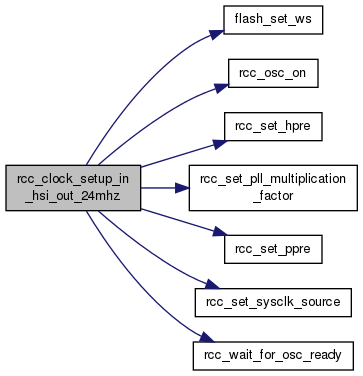 flash_set_ws
rcc_osc_on
rcc_set_hpre
rcc_clock_setup_in
_hsi_out_24mhz
rcc_set_pll_multiplication
_factor
rcc_set_ppre
rcc_set_sysclk_source
rcc_wait_for_osc_ready